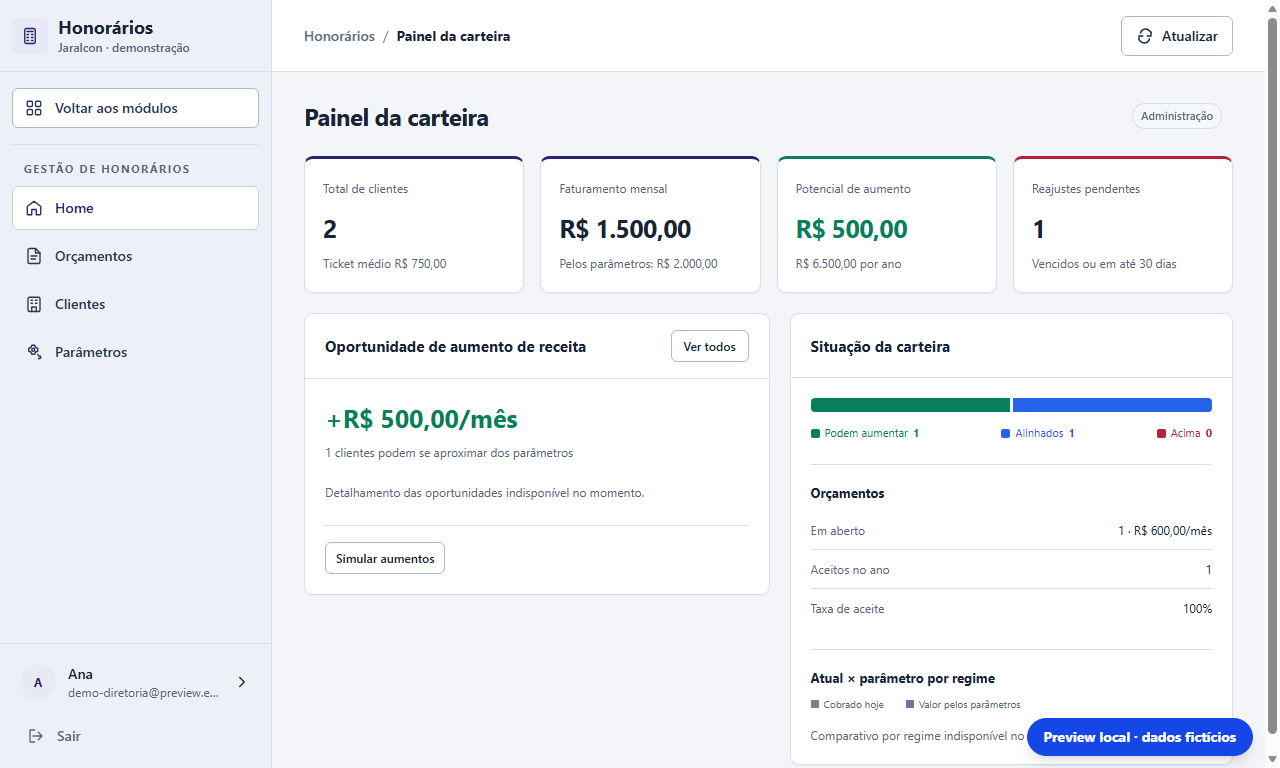 Honorários
Jaralcon · demonstração
Voltar aos módulos
GESTÃO DE HONORÁRIOS
Home
Orçamentos
Clientes
Parâmetros
Ana
demo-diretoria@preview.e...
Sair
Honorários / Painel da carteira
Atualizar
Painel da carteira
Administração
Total de clientes
2
Ticket médio R$ 750,00
Faturamento mensal
R$ 1.500,00
Pelos parâmetros: R$ 2.000,00
Potencial de aumento
R$ 500,00
R$ 6.500,00 por ano
Reajustes pendentes
1
Vencidos ou em até 30 dias
Oportunidade de aumento de receita
Ver todos
+R$ 500,00/mês
1 clientes podem se aproximar dos parâmetros
Detalhamento das oportunidades indisponível no momento.
Simular aumentos
Situação da carteira
Podem aumentar 1
Alinhados 1
Acima 0
Orçamentos
Em aberto 1 · R$ 600,00/mês
Aceitos no ano 1
Taxa de aceite 100%
Atual × parâmetro por regime
Cobrado hoje
Valor pelos parâmetros
Comparativo por regime indisponível no
Preview local · dados fictícios
A